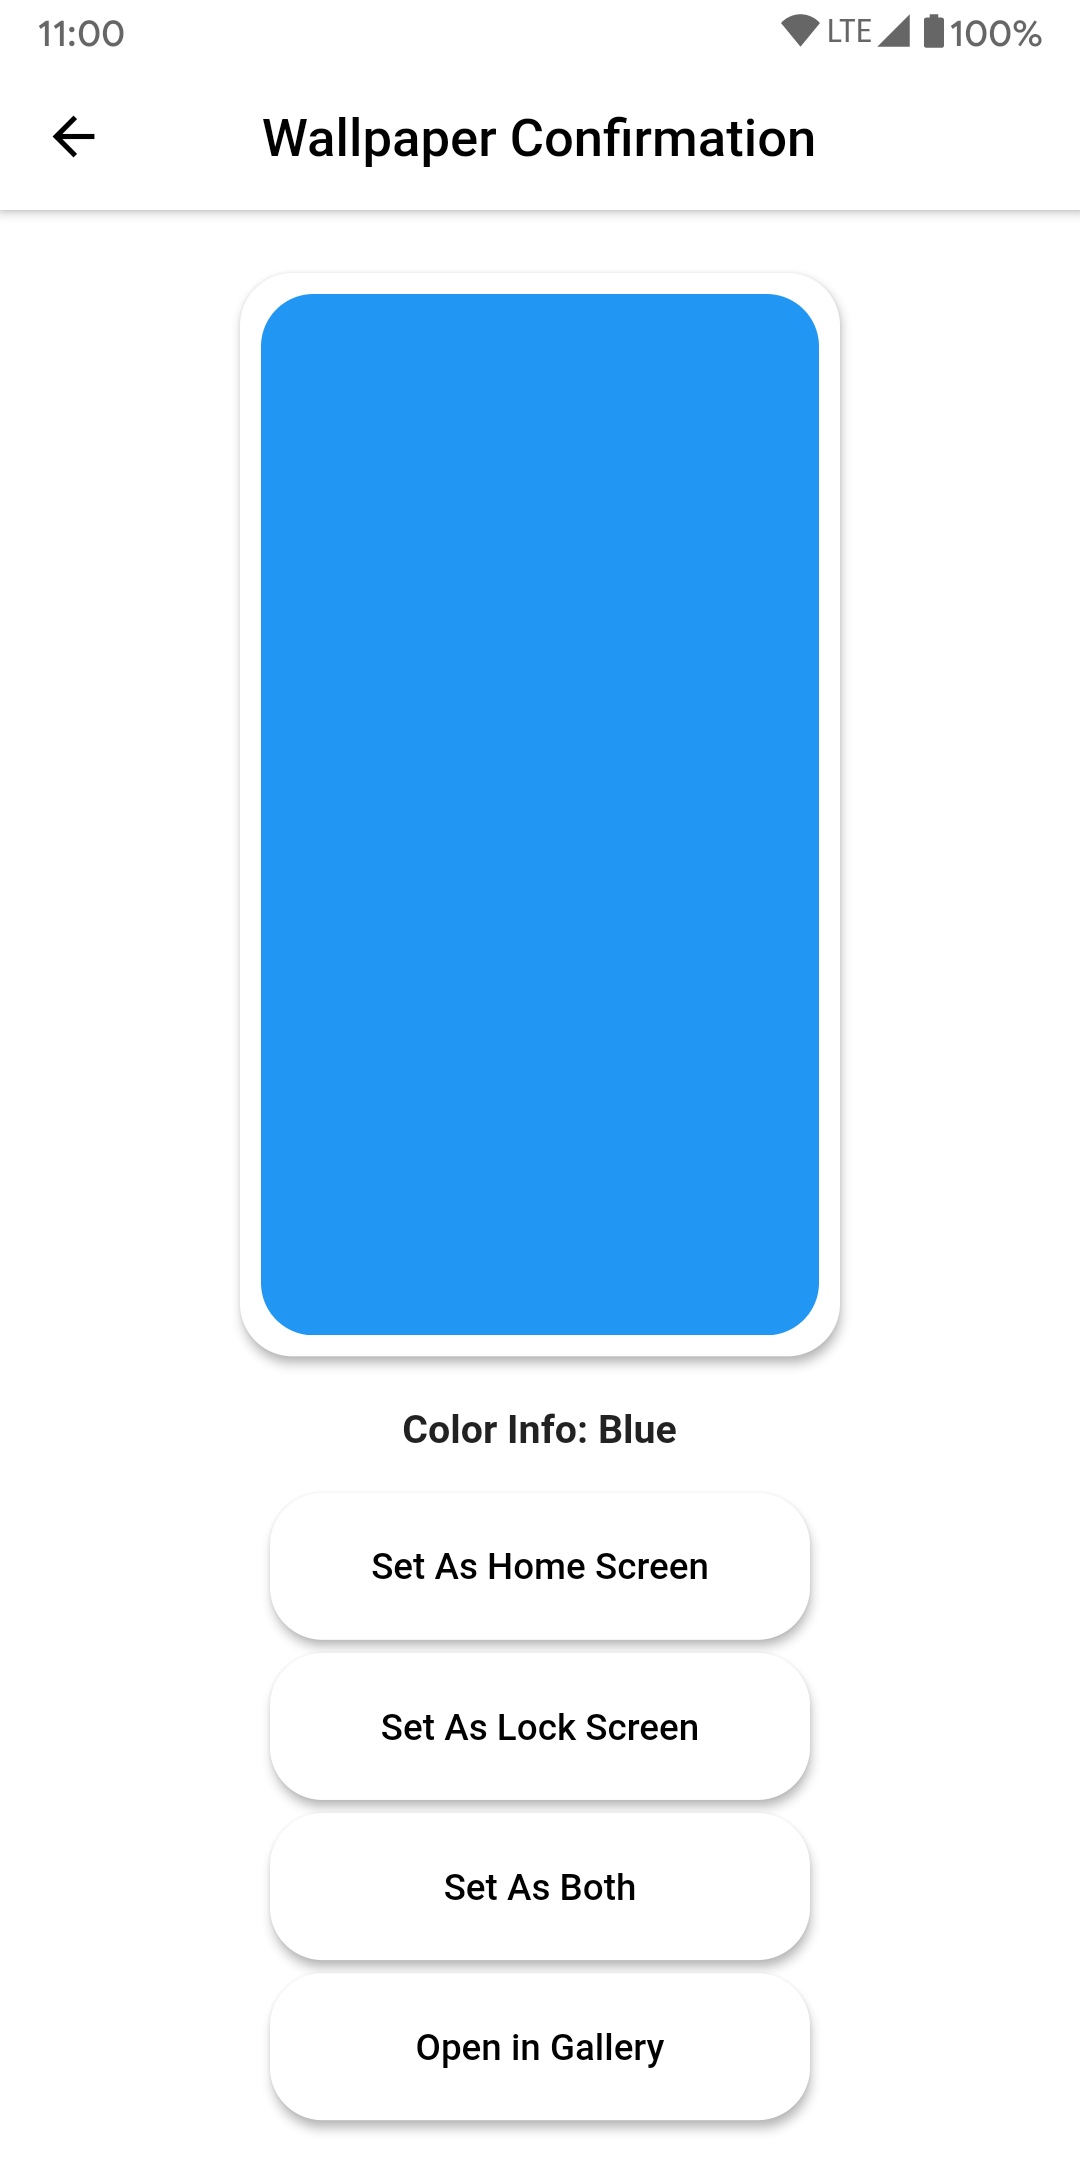 11:00 LTE 100%
Wallpaper Confirmation
Color Info: Blue
Set As Home Screen
Set As Lock Screen
Set As Both
Open in Gallery